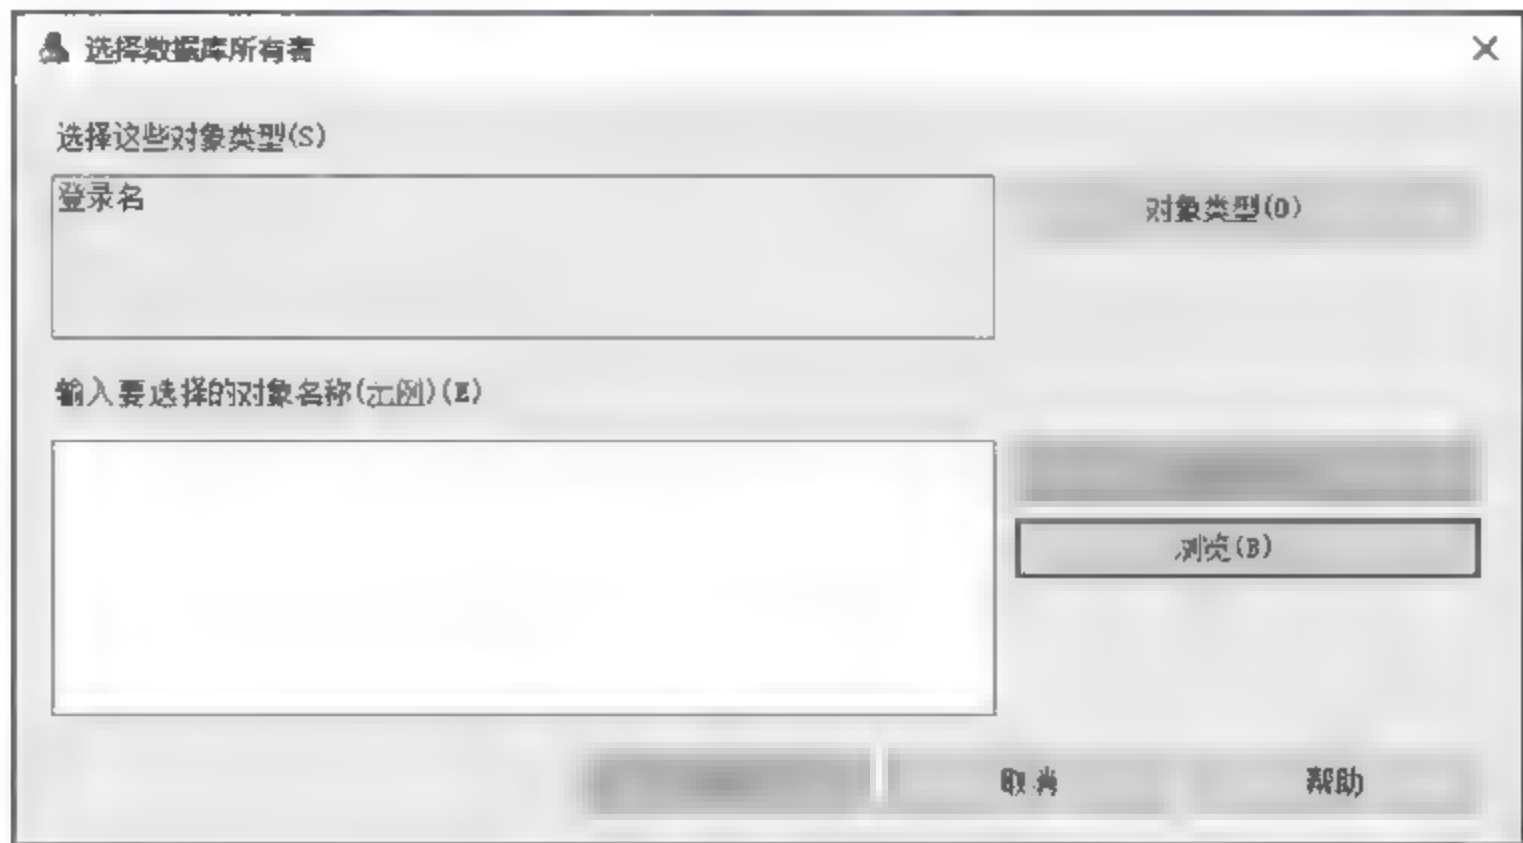 选择数据库所有者
选择这些对象类型(S)
登录名
对象类型(O)
输入要选择的对象名称(示例)(E)
浏览(B)
取消
帮助